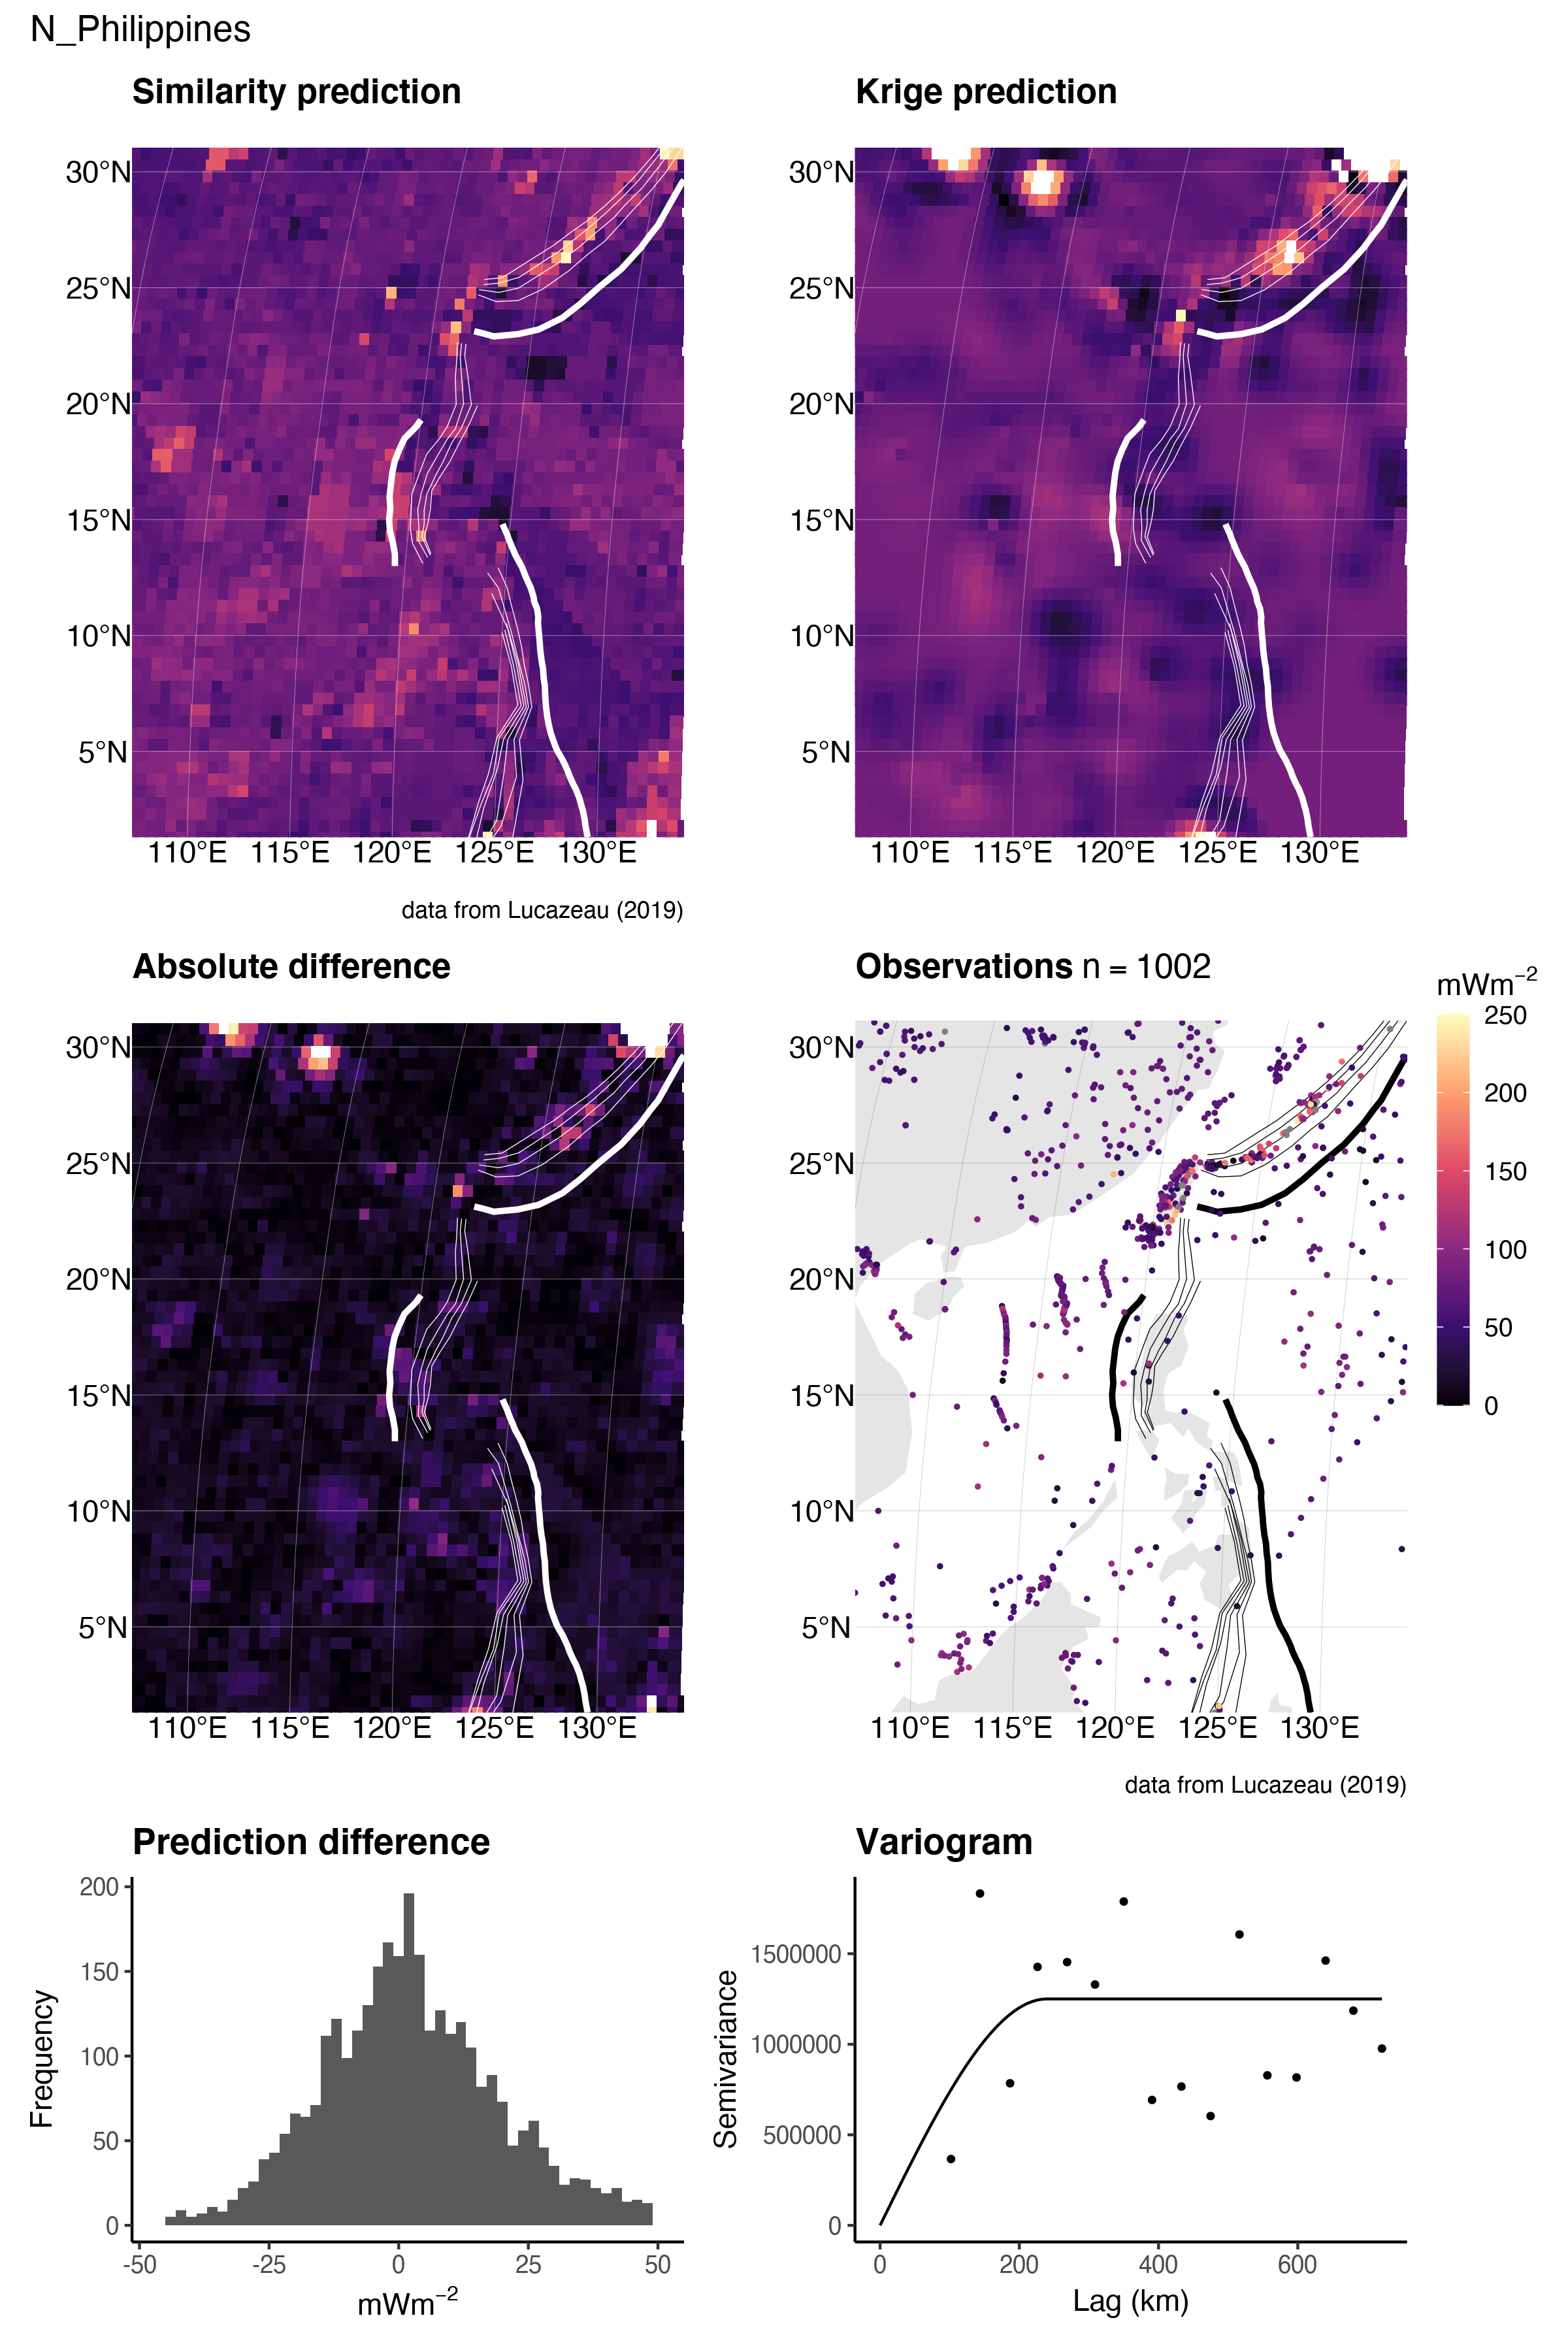 N_Philippines
Similarity prediction
30°N
25°N
20°N
15°N
10°N
5°N
110°E 115°E 120°E 125°E 130°E
data from Lucazeau (2019)
Krige prediction
30°N
25°N
20°N
15°N
10°N
5°N
110°E 115°E 120°E 125°E 130°E
Absolute difference
30°N
25°N
20°N
15°N
10°N
5°N
110°E 115°E 120°E 125°E 130°E
Observations n = 1002
30°N
25°N
20°N
15°N
10°N
5°N
110°E 115°E 120°E 125°E 130°E
data from Lucazeau (2019)
mWm⁻²
250
200
150
100
50
0
Prediction difference
Frequency
200
150
100
50
0
-50 -25 0 25 50
mWm⁻²
Variogram
Semivariance
1500000
1000000
500000
0
0 200 400 600
Lag (km)